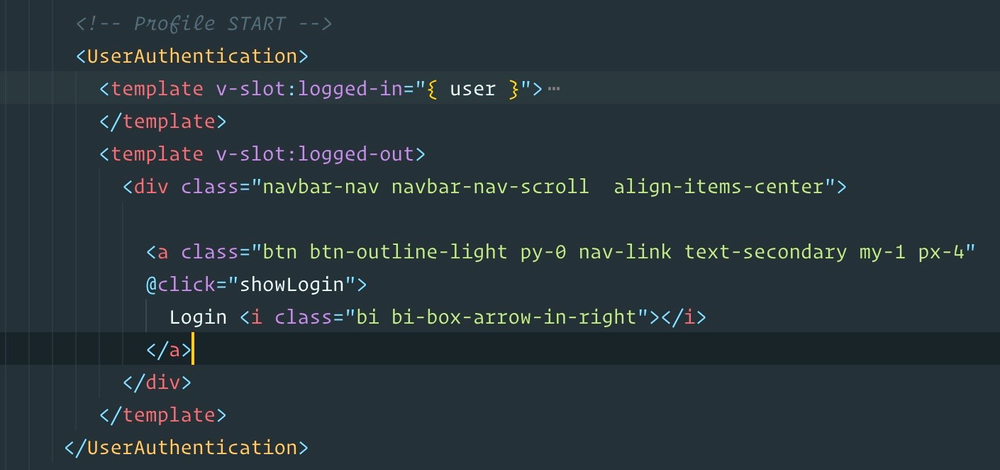 <!-- Profile START -->
<UserAuthentication>
<template v-slot:logged-in="{ user }">⋯
</template>
<template v-slot:logged-out>
<div class="navbar-nav navbar-nav-scroll  align-items-center">
<a class="btn btn-outline-light py-0 nav-link text-secondary my-1 px-4"
@click="showLogin">
Login <i class="bi bi-box-arrow-in-right"></i>
</a>
</div>
</template>
</UserAuthentication>